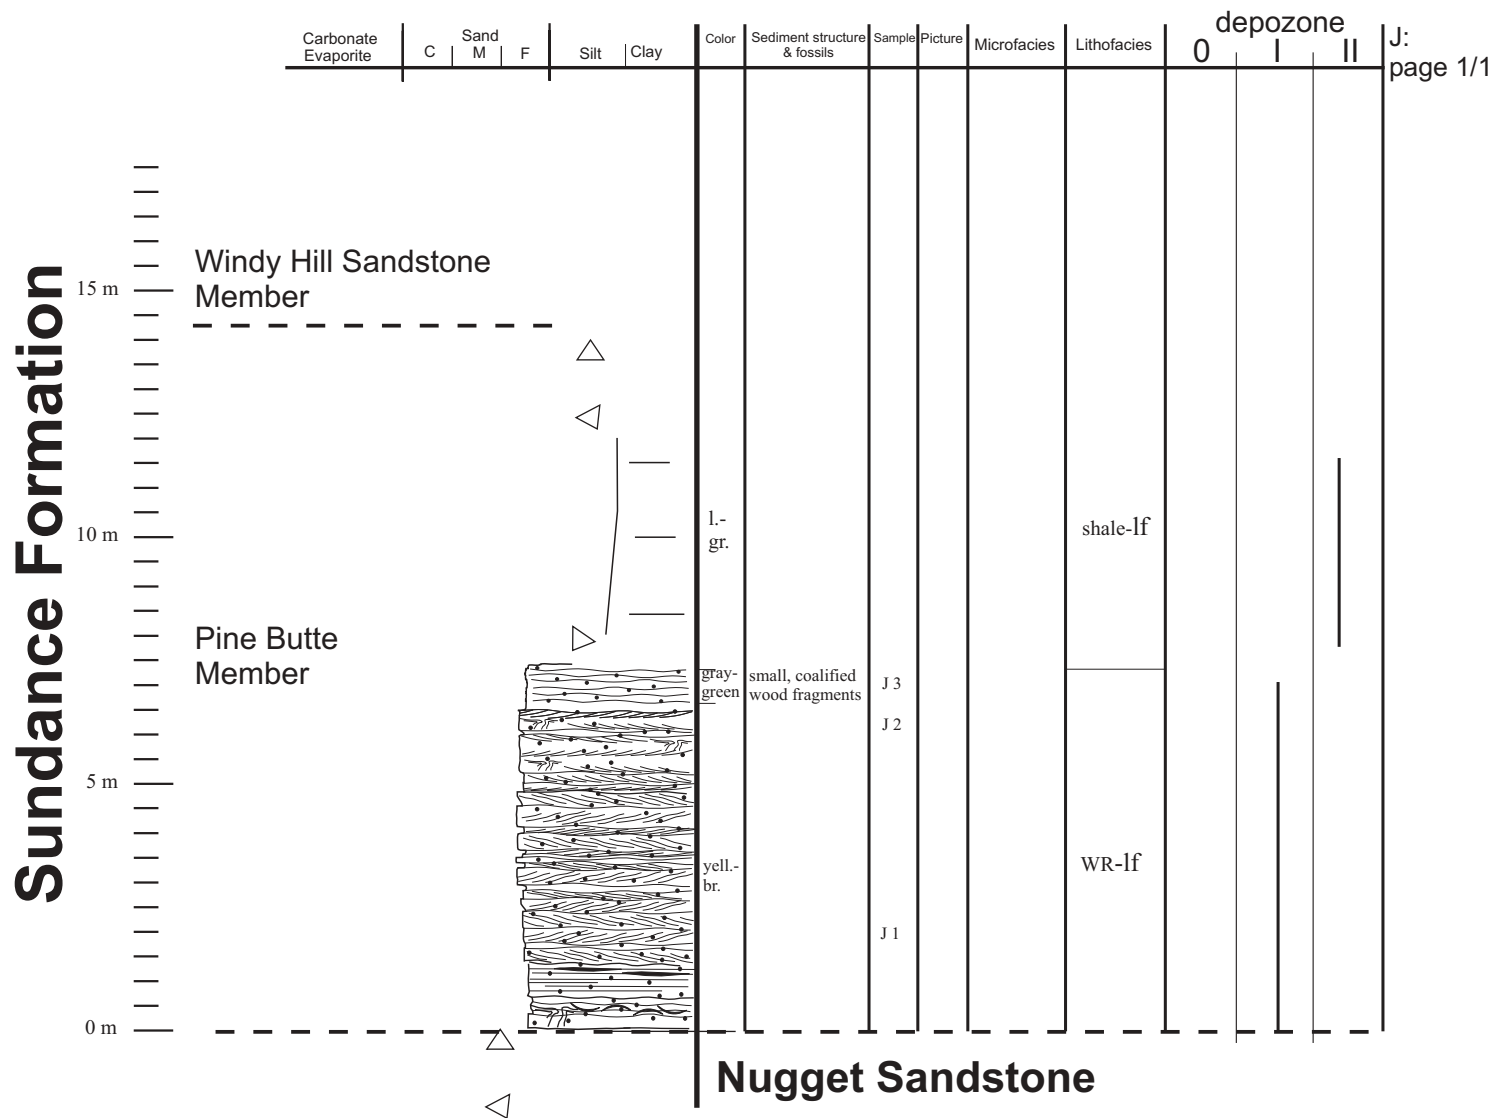 Carbonate
Evaporite
Sand
C
M
F
Silt
Clay
Color
Sediment structure
& fossils
Sample
Picture
Microfacies
Lithofacies
depozone
0
I
II
J:
page 1/1
Sundance Formation
Windy Hill Sandstone
Member
15 m
10 m
l.-
gr.
shale-lf
Pine Butte
Member
gray-
green
small, coalified
wood fragments
J 3
J 2
5 m
yell.-
br.
WR-lf
J 1
0 m
Nugget Sandstone